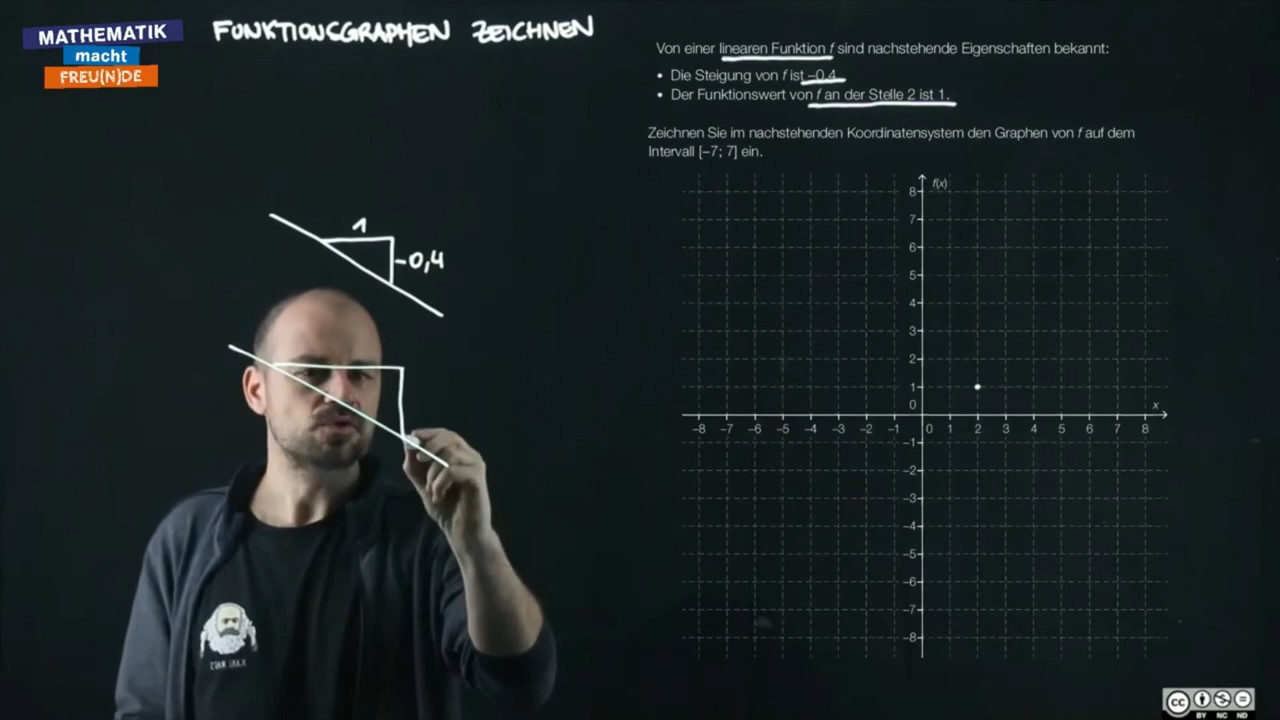 MATHEMATIK
macht
FREU(N)DE
FUNKTIONSGRAPHEN ZEICHNEN
Von einer linearen Funktion f sind nachstehende Eigenschaften bekannt:
• Die Steigung von f ist –0,4.
• Der Funktionswert von f an der Stelle 2 ist 1.
Zeichnen Sie im nachstehenden Koordinatensystem den Graphen von f auf dem
Intervall [–7; 7] ein.
1
-0,4
f(x)
8
7
6
5
4
3
2
1
0
x
–8 –7 –6 –5 –4 –3 –2 –1 0 1 2 3 4 5 6 7 8
–1
–2
–3
–4
–5
–6
–7
–8
CC
BY NC ND